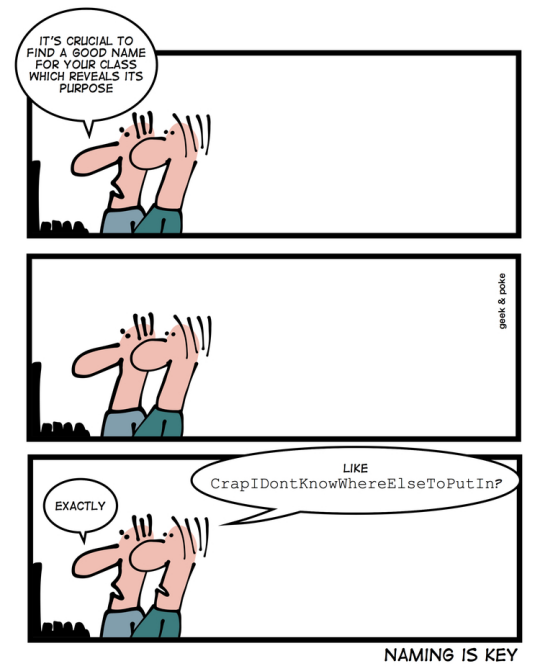 IT'S CRUCIAL TO
FIND A GOOD NAME
FOR YOUR CLASS
WHICH REVEALS ITS
PURPOSE
geek & poke
LIKE
CrapIDontKnowWhereElseToPutIn?
EXACTLY
NAMING IS KEY